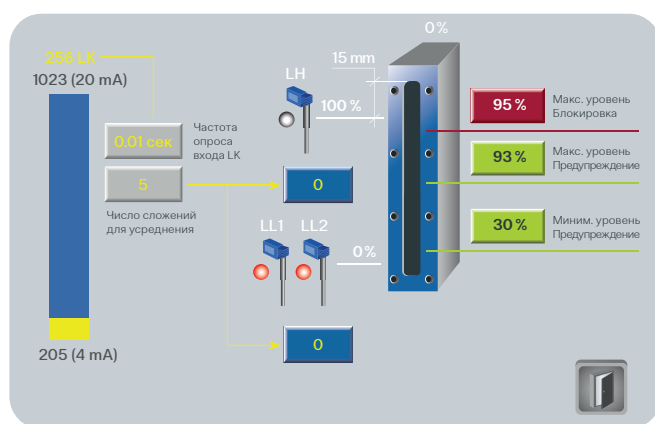 258 LK
1023 (20 mA)
0.01 сек
Частота
опроса
входа LK
5
Число сложений
для усреднения
205 (4 mA)
0%
15 mm
LH
100 %
0
LL1 LL2
0%
0
95 %
Макс. уровень
Блокировка
93 %
Макс. уровень
Предупреждение
30 %
Миним. уровень
Предупреждение